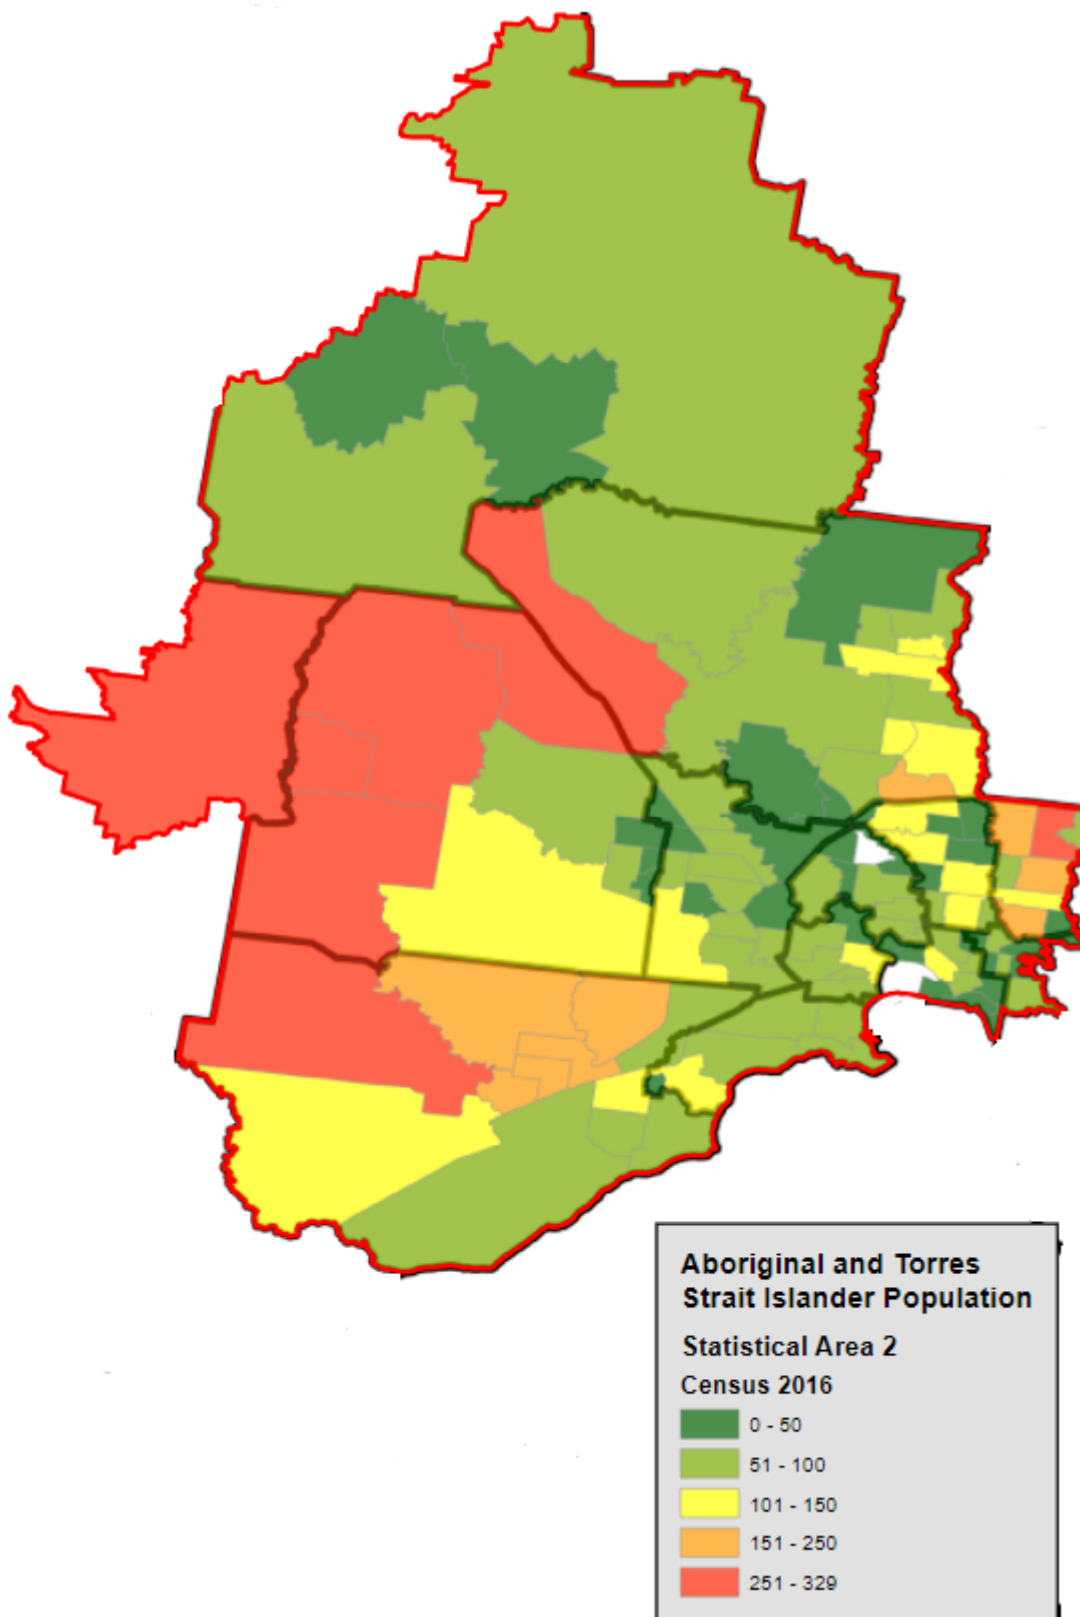 Aboriginal and Torres
Strait Islander Population
Statistical Area 2
Census 2016
0 - 50
51 - 100
101 - 150
151 - 250
251 - 329